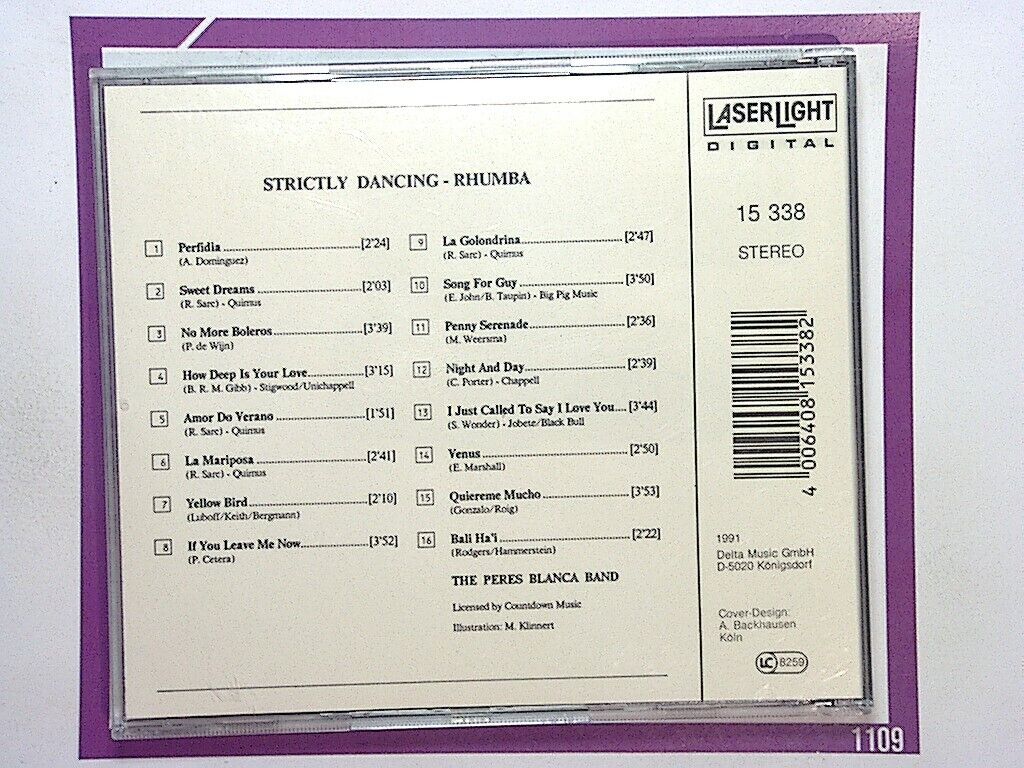 STRICTLY DANCING - RHUMBA
1 Perfidia [2'24]
(A. Dominguez)
2 Sweet Dreams [2'03]
(R. Sarc) - Quimus
3 No More Boleros [3'39]
(P. de Wijn)
4 How Deep Is Your Love [3'15]
(B. R. M. Gibb) - Stigwood/Unichappell
5 Amor Do Verano [1'51]
(R. Sarc) - Quimus
6 La Mariposa [2'41]
(R. Sarc) - Quimus
7 Yellow Bird [2'10]
(Luboff/Keith/Bergmann)
8 If You Leave Me Now [3'52]
(P. Cetera)
9 La Golondrina [2'47]
(R. Sarc) - Quimus
10 Song For Guy [3'50]
(E. John/B. Taupin) - Big Pig Music
11 Penny Serenade [2'36]
(M. Weersma)
12 Night And Day [2'39]
(C. Porter) - Chappell
13 I Just Called To Say I Love You [3'44]
(S. Wonder) - Jobete/Black Bull
14 Venus [2'50]
(E. Marshall)
15 Quiereme Mucho [3'53]
(Gonzalo/Roig)
16 Bali Ha'i [2'22]
(Rodgers/Hammerstein)
THE PERES BLANCA BAND
Licensed by Countdown Music
Illustration: M. Klinnert
LASERLIGHT
DIGITAL
15 338
STEREO
4 006408 153382
1991
Delta Music GmbH
D-5020 Königsdorf
Cover-Design:
A. Backhausen
Köln
LC 8259
1109